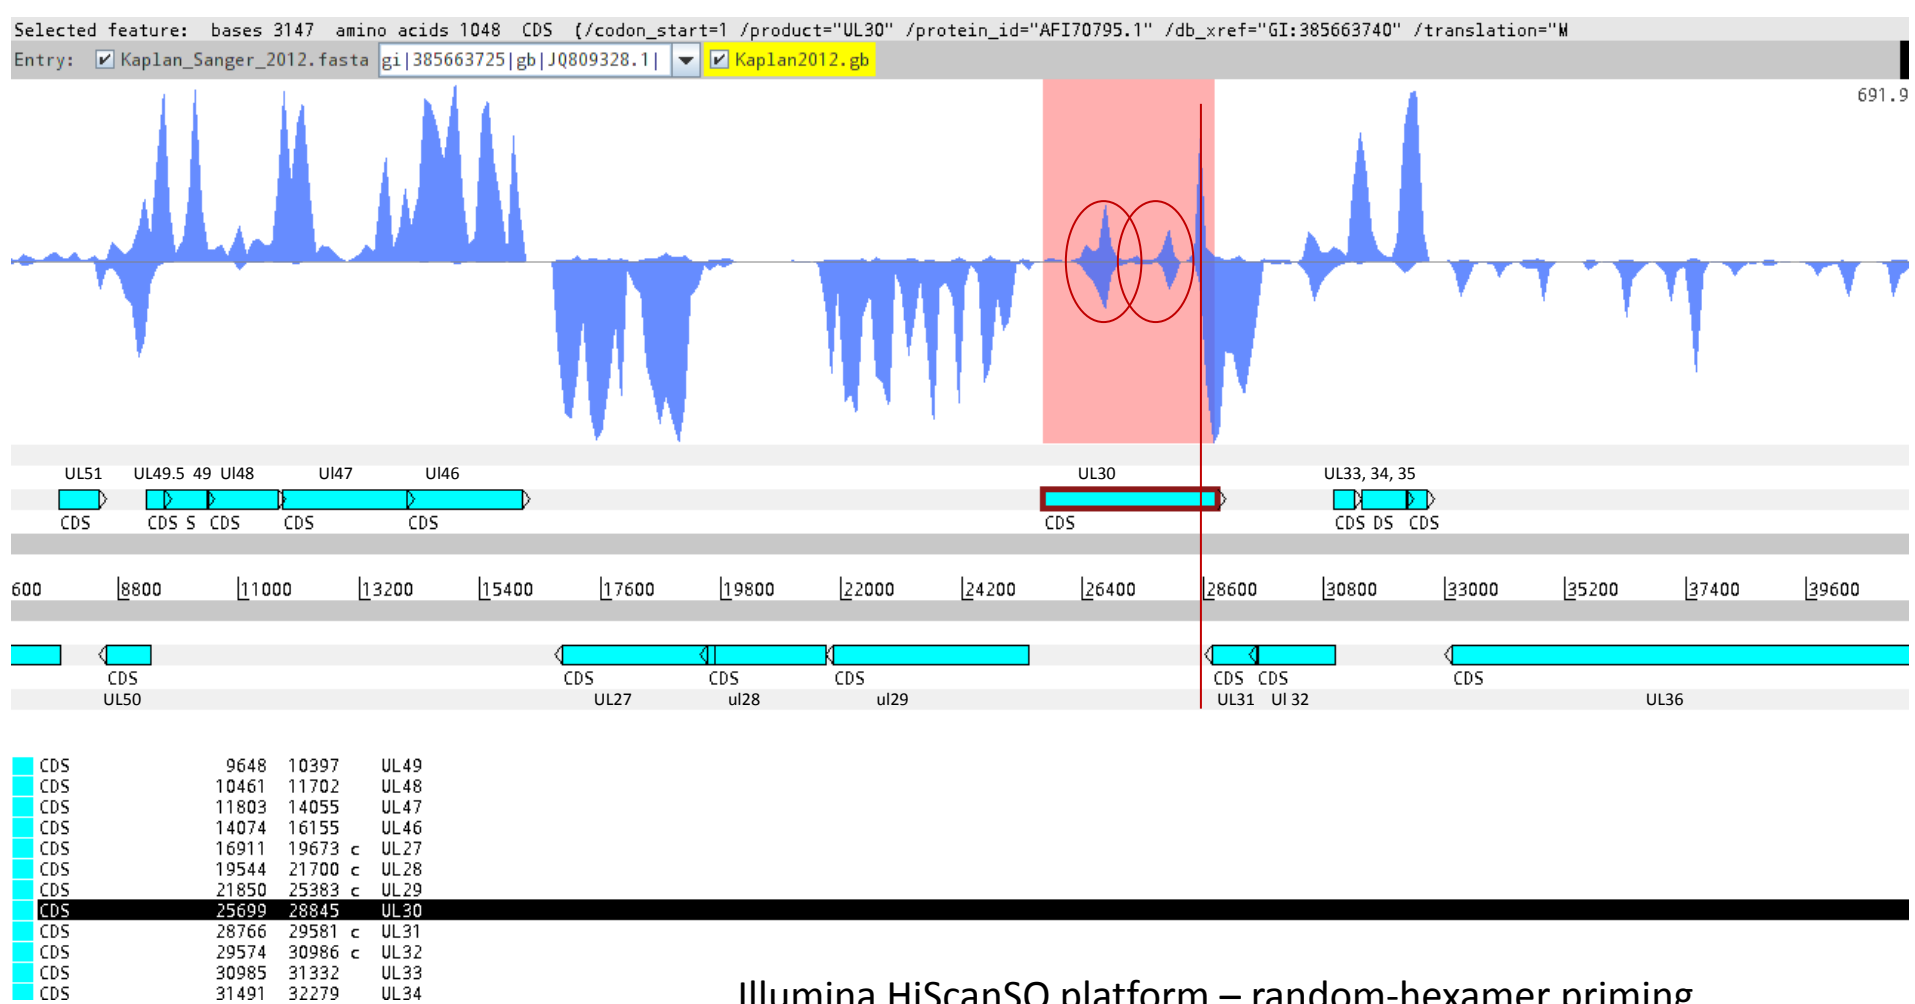 Selected feature: bases 3147 amino acids 1048 CDS (/codon_start=1 /product="UL30" /protein_id="AFI70795.1" /db_xref="GI:385663740" /translation="M
Entry: Kaplan_Sanger_2012.fasta gi|385663725|gb|JQ809328.1| Kaplan2012.gb
691.9
UL51 UL49.5 49 Ul48 Ul47 Ul46 UL30 UL33, 34, 35
CDS CDS S CDS CDS CDS CDS CDS DS CDS
600 8800 11000 13200 15400 17600 19800 22000 24200 26400 28600 30800 33000 35200 37400 39600
CDS CDS CDS CDS CDS CDS CDS
UL50 UL27 ul28 ul29 UL31 Ul 32 UL36
CDS 9648 10397 UL49
CDS 10461 11702 UL48
CDS 11803 14055 UL47
CDS 14074 16155 UL46
CDS 16911 19673 c UL27
CDS 19544 21700 c UL28
CDS 21850 25383 c UL29
CDS 25699 28845 UL30
CDS 28766 29581 c UL31
CDS 29574 30986 c UL32
CDS 30985 31332 UL33
CDS 31491 32279 UL34
Illumina HiScanSQ platform – random-hexamer priming